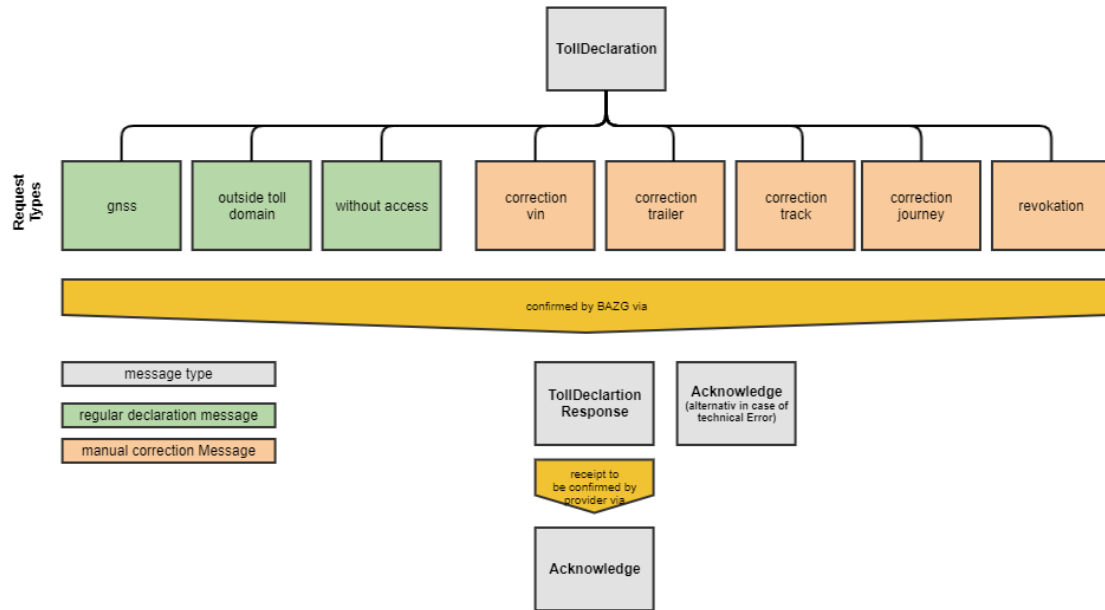 TollDeclaration
Request
Types
gnss
outside toll
domain
without access
correction
vin
correction
trailer
correction
track
correction
journey
revokation
confirmed by BAZG via
message type
regular declaration message
manual correction Message
TollDeclartion
Response
Acknowledge
(alternativ in case of
technical Error)
receipt to
be confirmed by
provider via
Acknowledge